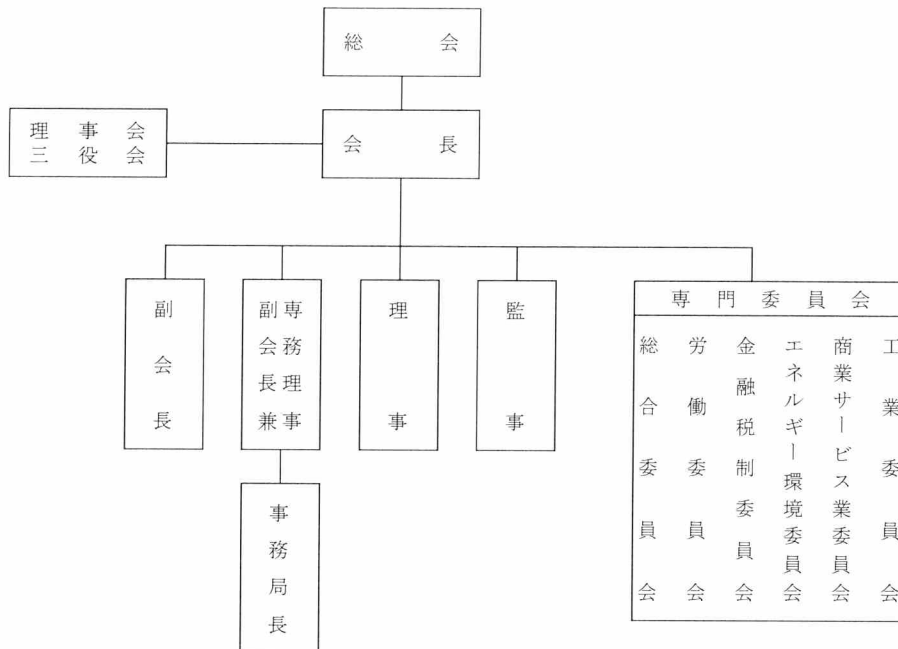 総会
会長
理事会
三役会
副会長
専務理事
副会長兼
理事
監事
専門委員会
工業委員会
商業サービス業委員会
エネルギー環境委員会
金融税制委員会
労働委員会
総合委員会
事務局長